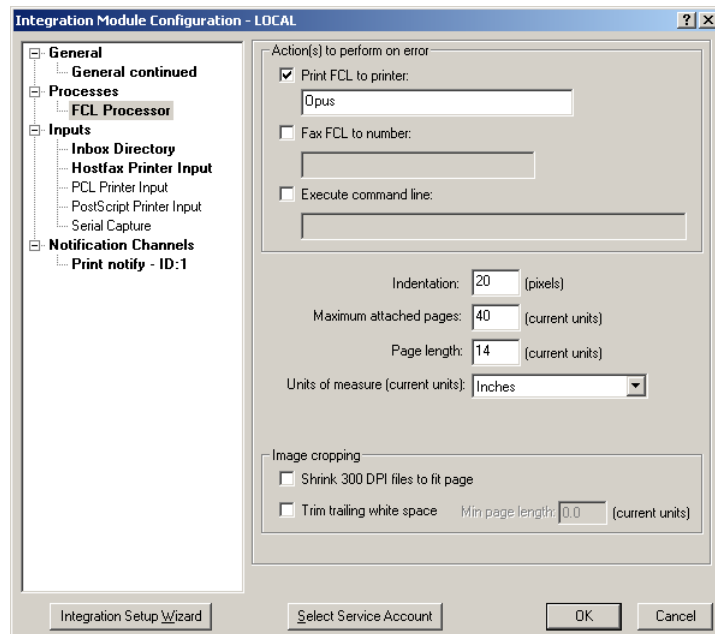 Integration Module Configuration - LOCAL
General
General continued
Processes
FCL Processor
Inputs
Inbox Directory
Hostfax Printer Input
PCL Printer Input
PostScript Printer Input
Serial Capture
Notification Channels
Print notify - ID:1
Action(s) to perform on error
Print FCL to printer:
Opus
Fax FCL to number:
Execute command line:
Indentation: 20 (pixels)
Maximum attached pages: 40 (current units)
Page length: 14 (current units)
Units of measure (current units): Inches
Image cropping
Shrink 300 DPI files to fit page
Trim trailing white space Min page length: 0.0 (current units)
Integration Setup Wizard Select Service Account OK Cancel